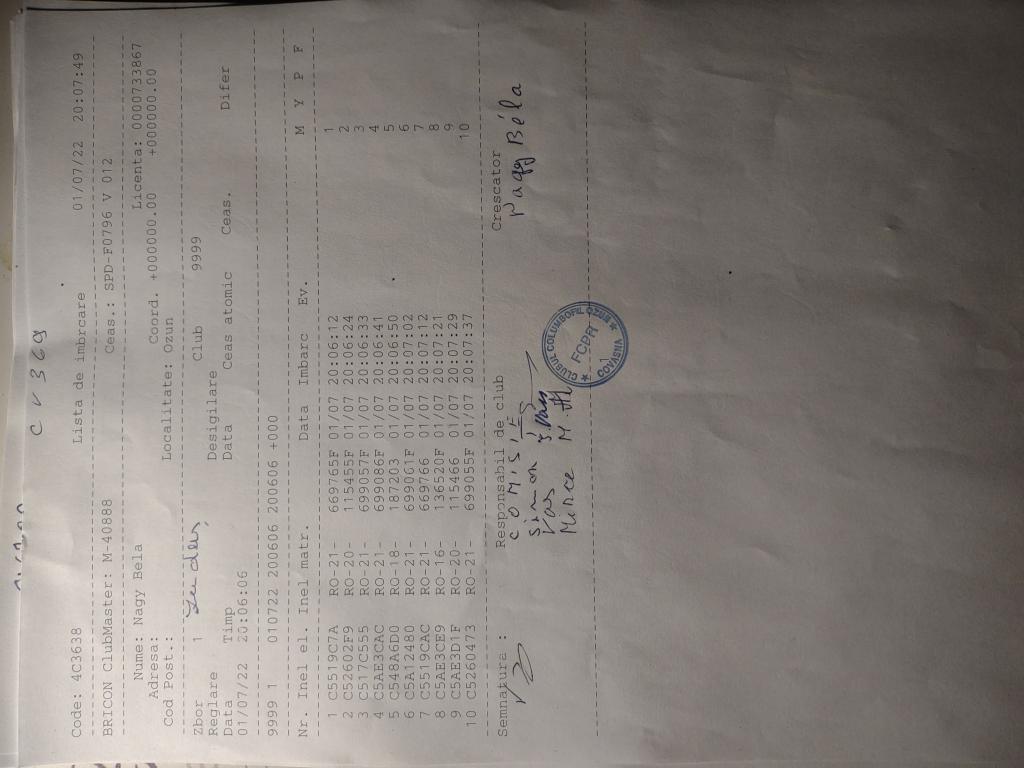 CV 369
Code: 4C3638 Lista de imbrcare 01/07/22 20:07:49
BRICON ClubMaster: M-40888 Ceas.: SPD-F0796 V 012
Nume: Nagy Bela Licenta: 0000733867
Adresa: Coord. +000000.00 +000000.00
Cod Post.: Localitate: Ozun
Zbor 1 Club 9999
Reglare Desigilare
Data Timp Data Ceas atomic Ceas. Difer
01/07/22 20:06:06
9999 1 010722 200606 200606 +000
Nr. Inel el. Inel matr. Data Imbarc Ev. M Y P F
1 C5519C7A RO-21- 669765F 01/07 20:06:12 1
2 C52602F9 RO-20- 115455F 01/07 20:06:24 2
3 C517C555 RO-21- 699097F 01/07 20:06:33 3
4 C5AE3CAC RO-21- 699086F 01/07 20:06:41 4
5 C548A6D0 RO-18- 187203 01/07 20:06:50 5
6 C5A12480 RO-21- 699061F 01/07 20:07:02 6
7 C5519CAC RO-21- 669766 01/07 20:07:12 7
8 C5AE3CE9 RO-16- 136520F 01/07 20:07:21 8
9 C5AE3D1F RO-20- 115466 01/07 20:07:29 9
10 C5260473 RO-21- 699055F 01/07 20:07:37 10
Semnatura : Responsabil de club Crescator
COMISIE Nagy Béla
Simon
Vas
CLUBUL COLUMBOFIL OZUN
FCPR
COVASNA